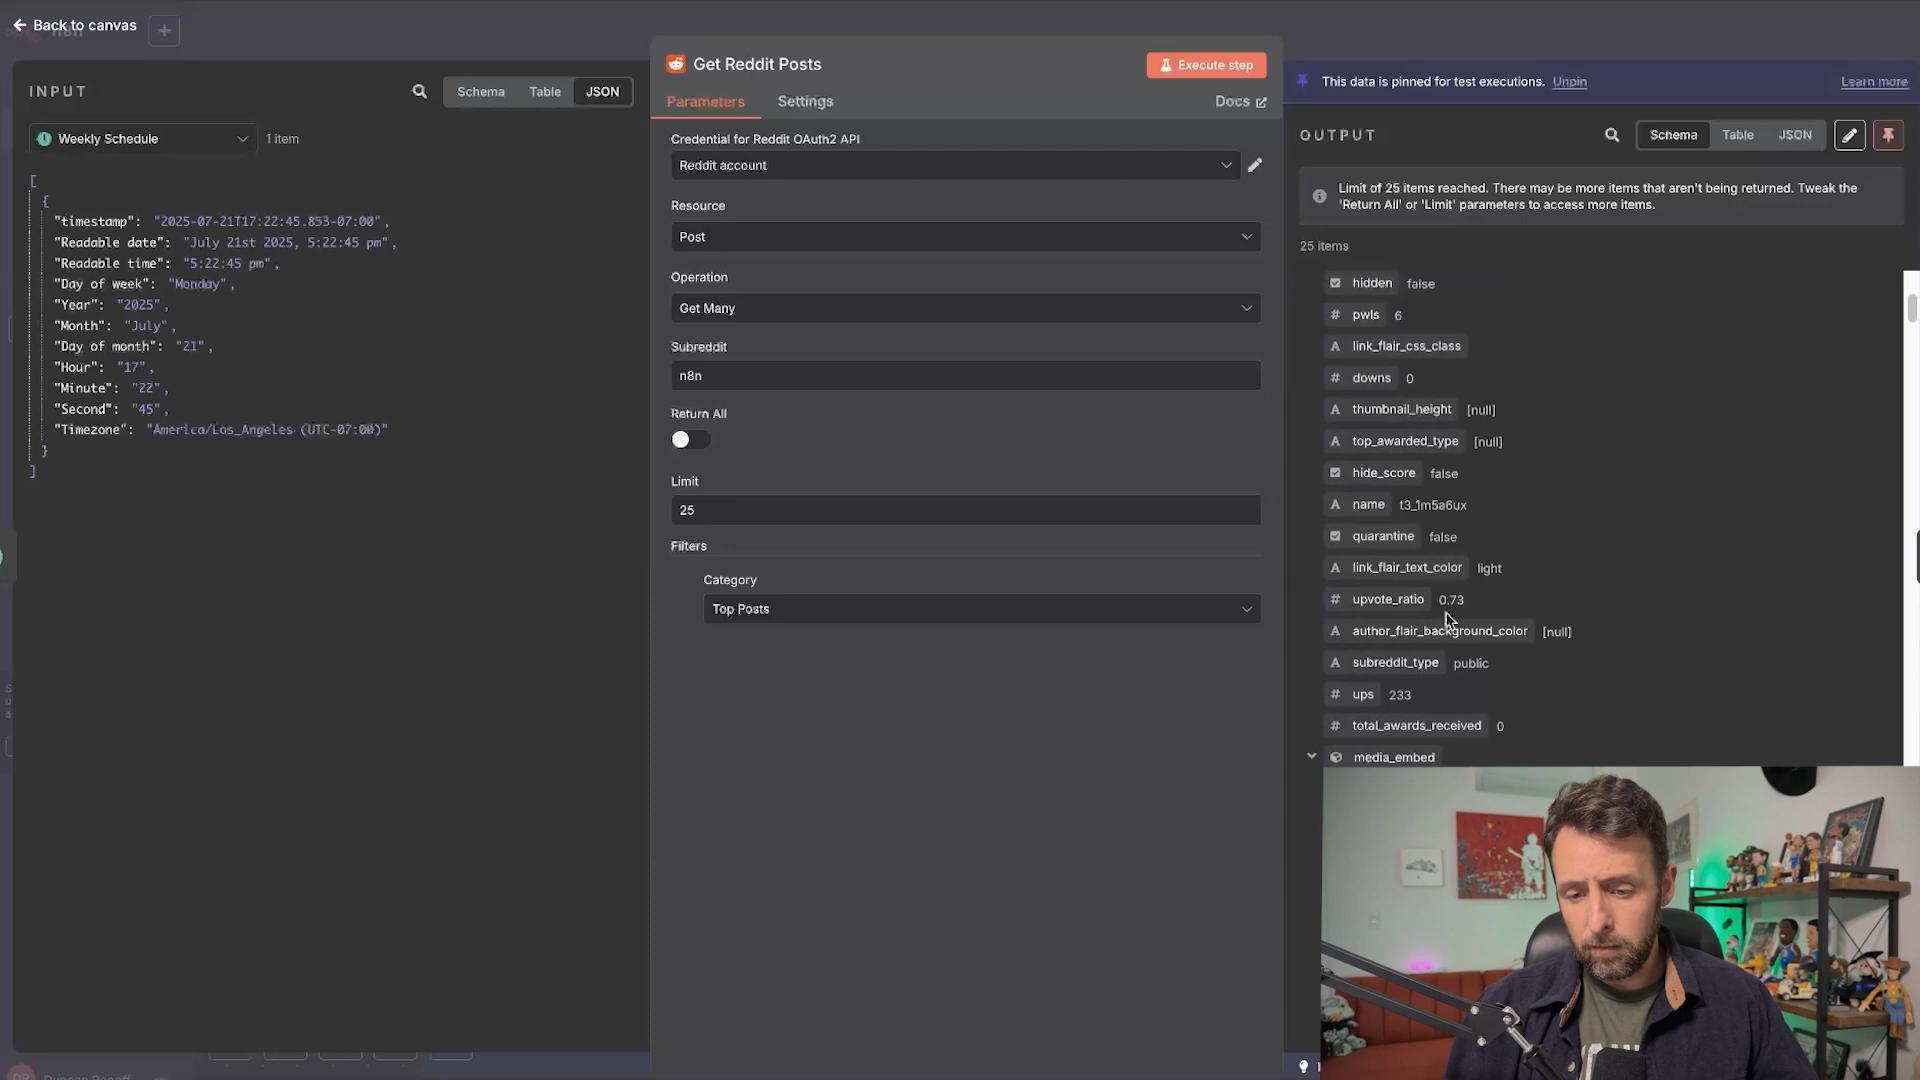 Back to canvas
INPUT
Schema
Table
JSON
Weekly Schedule
1 item
[
{
"timestamp": "2025-07-21T17:22:45.853-07:00",
"Readable date": "July 21st 2025, 5:22:45 pm",
"Readable time": "5:22:45 pm",
"Day of week": "Monday",
"Year": "2025",
"Month": "July",
"Day of month": "21",
"Hour": "17",
"Minute": "22",
"Second": "45",
"Timezone": "America/Los_Angeles (UTC-07:00)"
}
]
Get Reddit Posts
Execute step
Parameters
Settings
Docs
Credential for Reddit OAuth2 API
Reddit account
Resource
Post
Operation
Get Many
Subreddit
n8n
Return All
Limit
25
Filters
Category
Top Posts
This data is pinned for test executions. Unpin
Learn more
OUTPUT
Schema
Table
JSON
Limit of 25 items reached. There may be more items that aren't being returned. Tweak the
'Return All' or 'Limit' parameters to access more items.
25 items
hidden false
# pwls 6
A link_flair_css_class
# downs 0
A thumbnail_height [null]
A top_awarded_type [null]
hide_score false
A name t3_1m5a6ux
quarantine false
A link_flair_text_color light
# upvote_ratio 0.73
A author_flair_background_color [null]
A subreddit_type public
# ups 233
# total_awards_received 0
media_embed